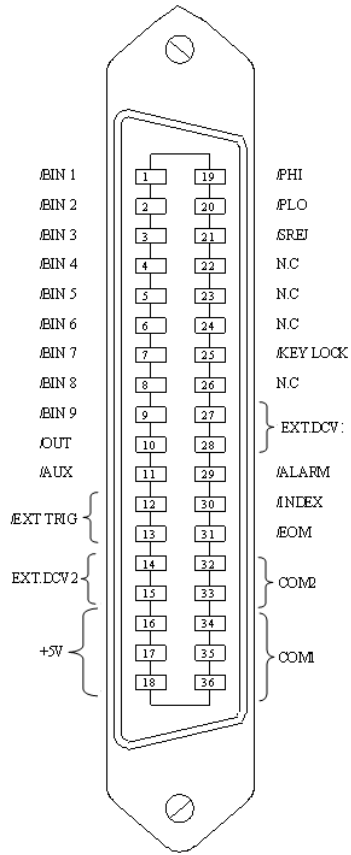 /BIN 1 1 19 /PHI
/BIN 2 2 20 /PLO
/BIN 3 3 21 /SREJ
/BIN 4 4 22 N.C
/BIN 5 5 23 N.C
/BIN 6 6 24 N.C
/BIN 7 7 25 /KEY LOCK
/BIN 8 8 26 N.C
/BIN 9 9 27
EXT.DCV1
/OUT 10 28
/AUX 11 29 /ALARM
12 30 /INDEX
/EXT TRIG
13 31 /EOM
14 32
EXT.DCV2 COM2
15 33
16 34
+5V 17 35 COM1
18 36